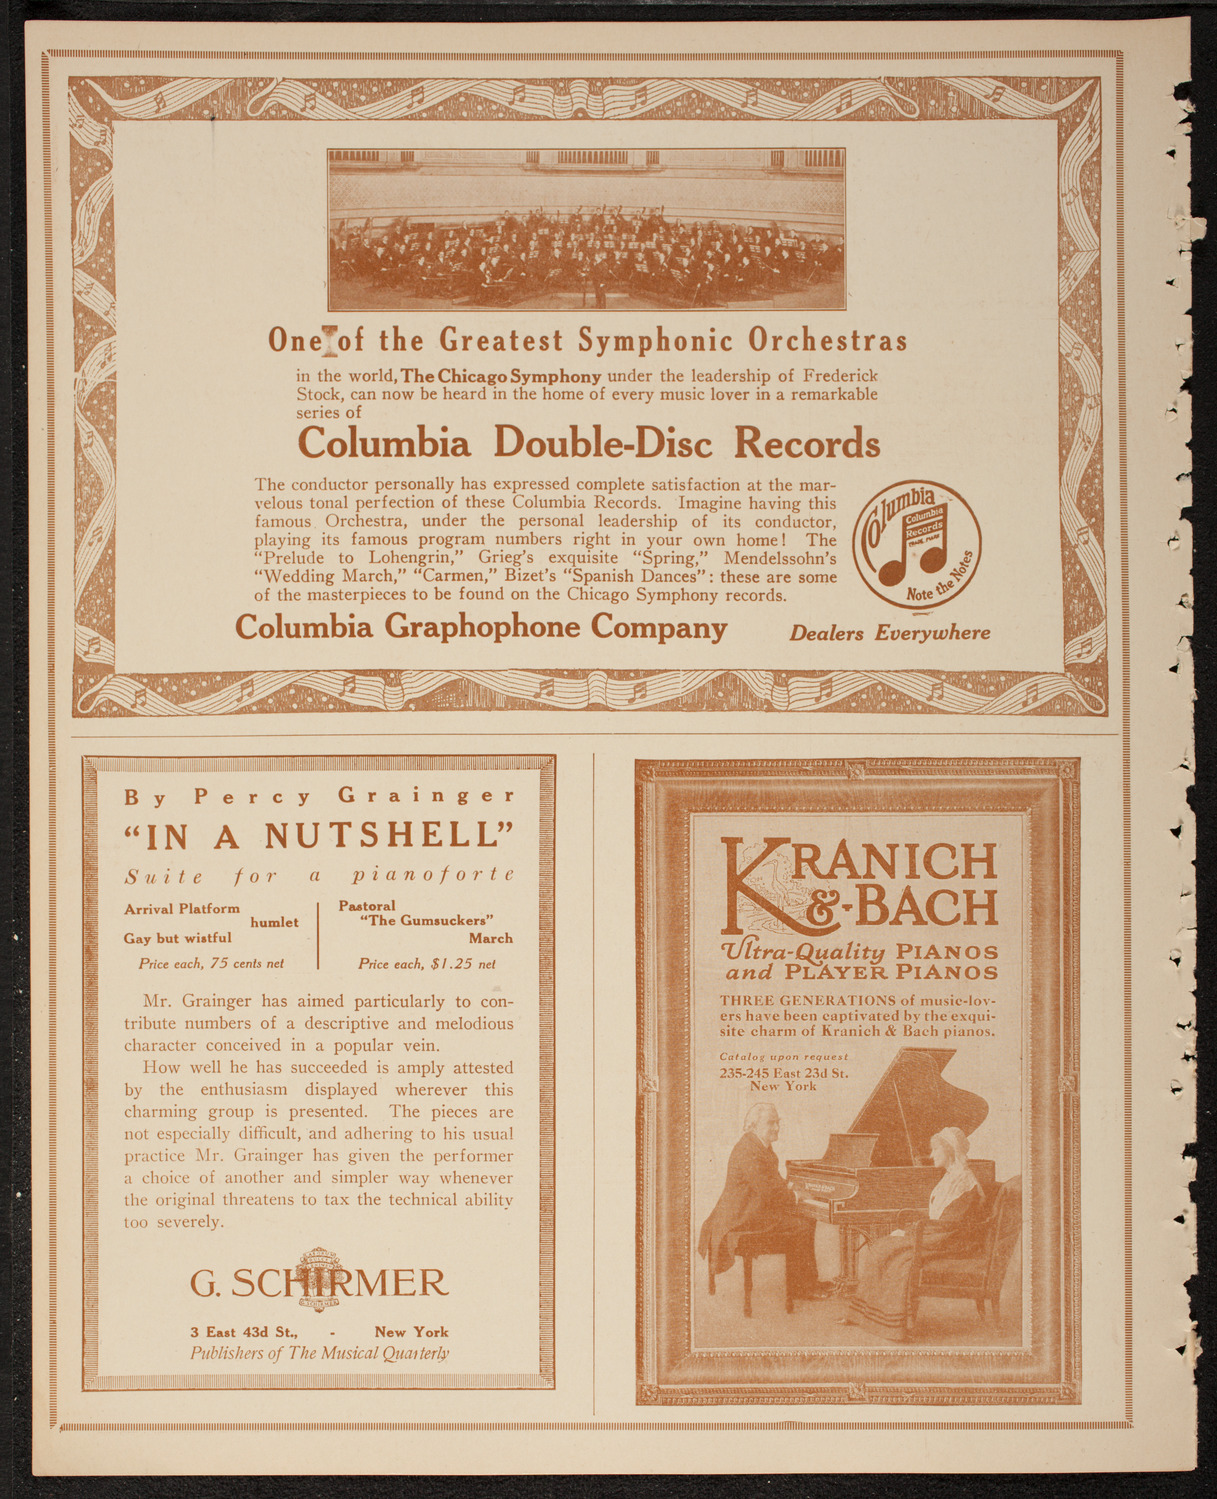 One of the Greatest Symphonic Orchestras
in the world, The Chicago Symphony under the leadership of Frederick
Stock, can now be heard in the home of every music lover in a remarkable
series of
Columbia Double-Disc Records
The conductor personally has expressed complete satisfaction at the mar-
velous tonal perfection of these Columbia Records. Imagine having this
famous Orchestra, under the personal leadership of its conductor,
playing its famous program numbers right in your own home! The
“Prelude to Lohengrin,” Grieg’s exquisite “Spring,” Mendelssohn’s
“Wedding March,” “Carmen,” Bizet’s “Spanish Dances”: these are some
of the masterpieces to be found on the Chicago Symphony records.
Columbia
Columbia
Records
TRADE MARK
Note the Notes
Columbia Graphophone Company Dealers Everywhere
By Percy Grainger
“IN A NUTSHELL”
Suite for a pianoforte
Arrival Platform
humlet
Gay but wistful
Price each, 75 cents net
Pastoral
“The Gumsuckers”
March
Price each, $1.25 net
Mr. Grainger has aimed particularly to con-
tribute numbers of a descriptive and melodious
character conceived in a popular vein.
How well he has succeeded is amply attested
by the enthusiasm displayed wherever this
charming group is presented. The pieces are
not especially difficult, and adhering to his usual
practice Mr. Grainger has given the performer
a choice of another and simpler way whenever
the original threatens to tax the technical ability
too severely.
G. SCHIRMER
3 East 43d St., - New York
Publishers of The Musical Quarterly
KRANICH
&-BACH
Ultra-Quality PIANOS
and PLAYER PIANOS
THREE GENERATIONS of music-lov-
ers have been captivated by the exqui-
site charm of Kranich & Bach pianos.
Catalog upon request
235-245 East 23d St.
New York